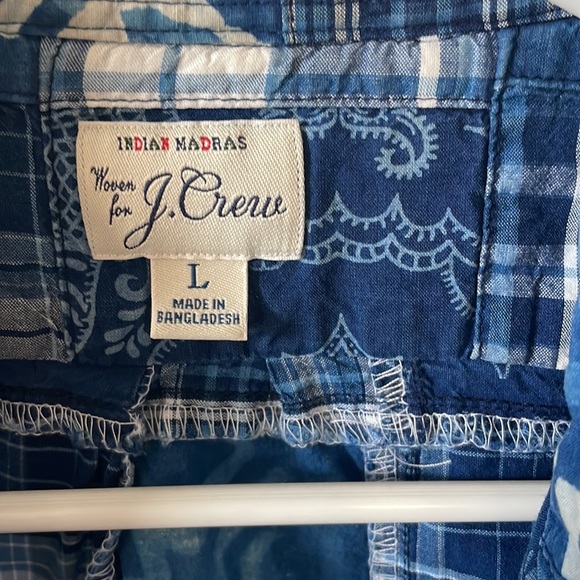 INDIAN MADRAS
Woven
for J.Crew
L
MADE IN
BANGLADESH